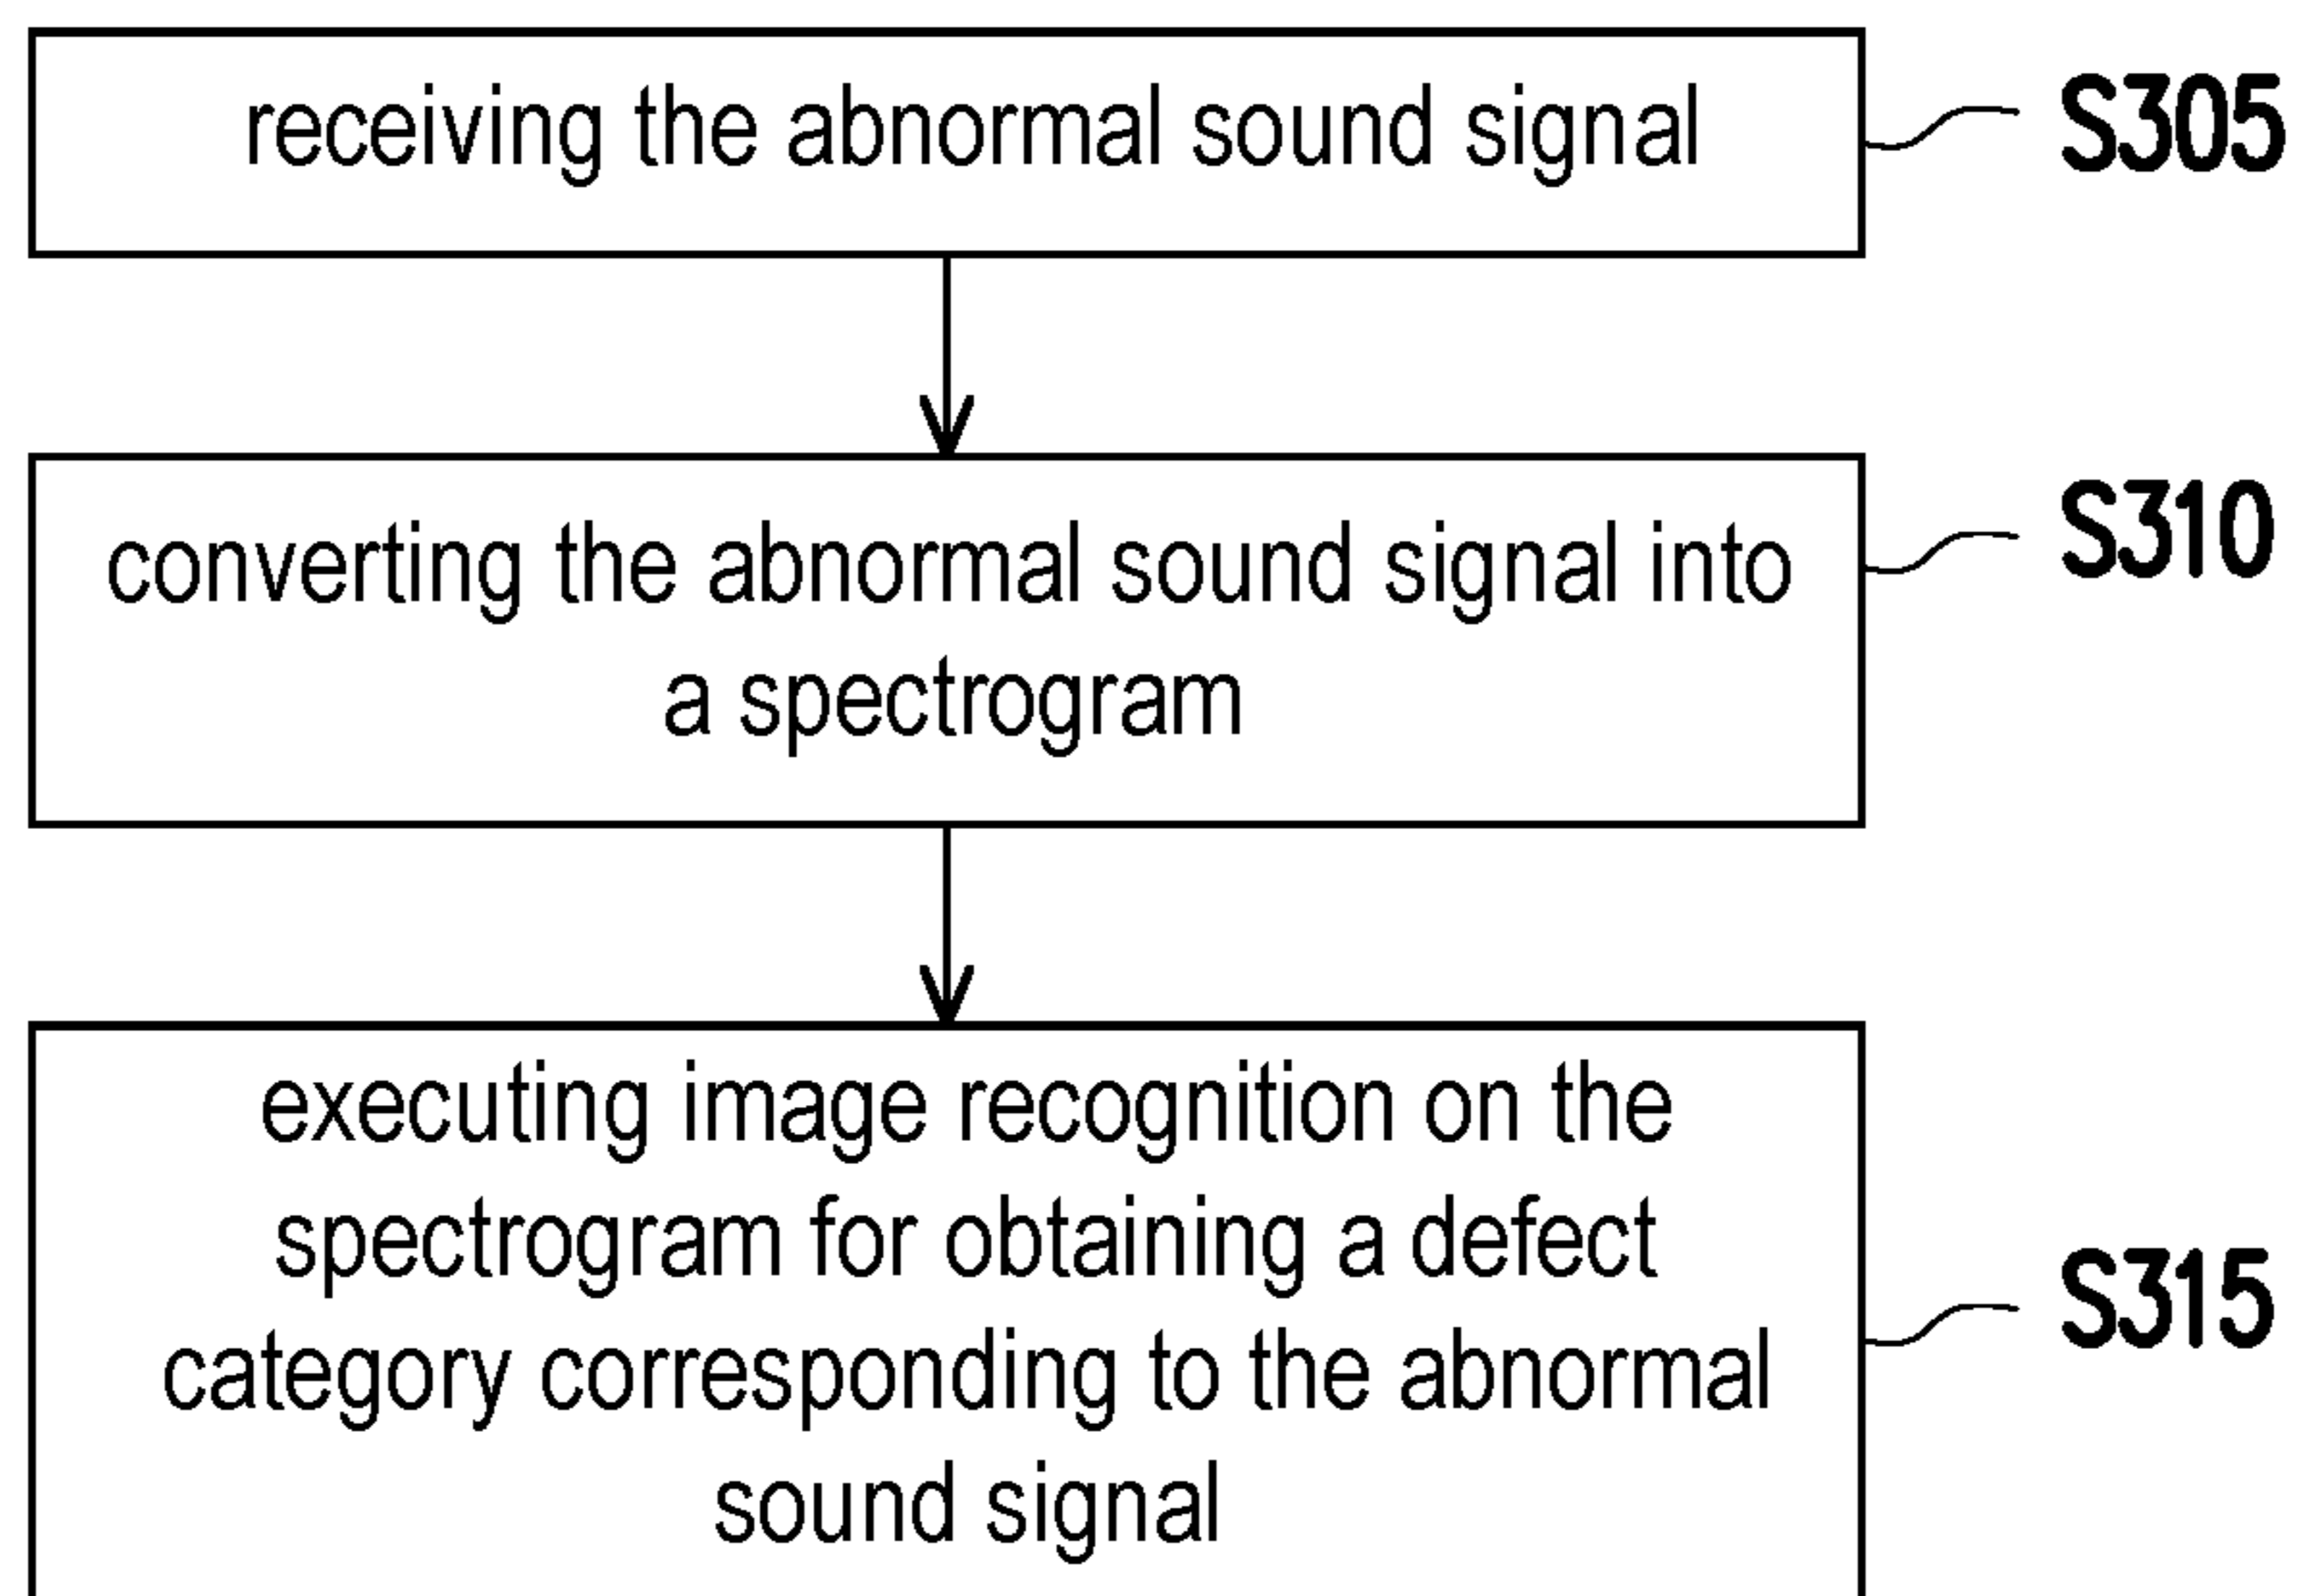 receiving the abnormal sound signal
S305
converting the abnormal sound signal into
a spectrogram
S310
executing image recognition on the
spectrogram for obtaining a defect
category corresponding to the abnormal
sound signal
S315